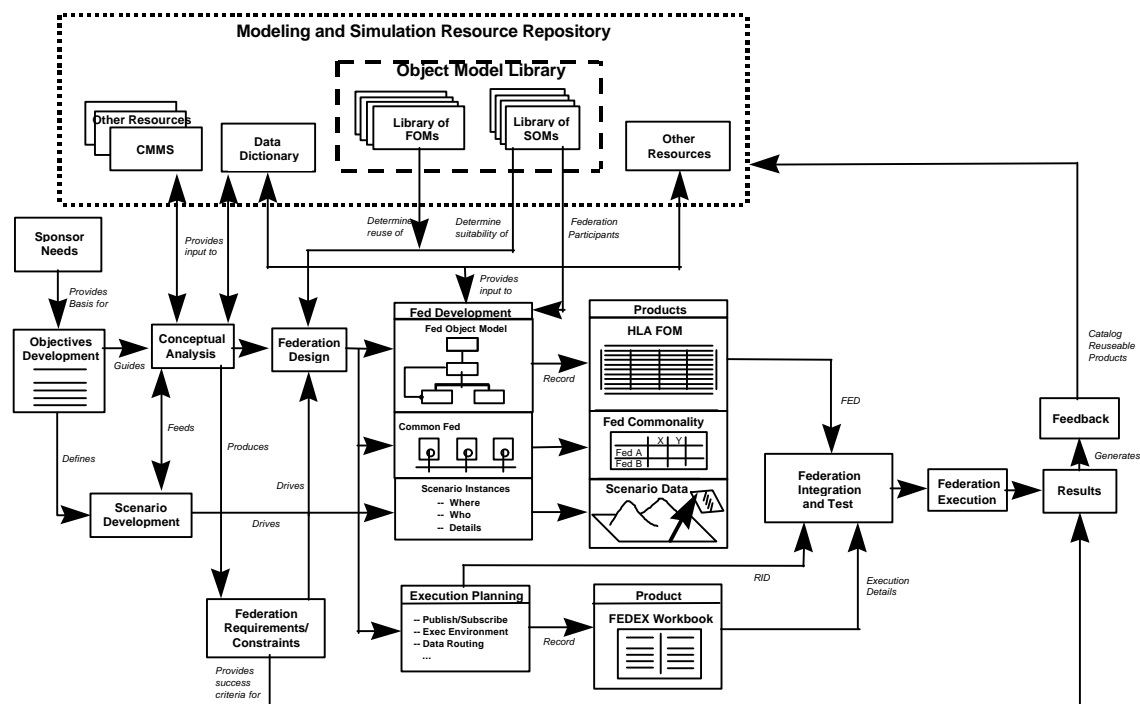 Modeling and Simulation Resource Repository
Object Model Library
Other Resources
CMMS
Data
Dictionary
Library of
FOMs
Library of
SOMs
Other
Resources
Sponsor
Needs
Provides
input to
Determine
reuse of
Determine
suitability of
Federation
Participants
Provides
Basis for
Provides
input to
Objectives
Development
Guides
Conceptual
Analysis
Federation
Design
Fed Development
Fed Object Model
Record
Products
HLA FOM
FED
Catalog
Reuseable
Products
Feedback
Generates
Defines
Feeds
Produces
Drives
Common Fed
Fed Commonality
X Y
Fed A
Fed B
Scenario
Development
Drives
Scenario Instances
-- Where
-- Who
-- Details
Scenario Data
Federation
Integration
and Test
Federation
Execution
Results
RID
Execution
Details
Federation
Requirements/
Constraints
Execution Planning
-- Publish/Subscribe
-- Exec Environment
-- Data Routing
...
Record
Product
FEDEX Workbook
Provides
success
criteria for